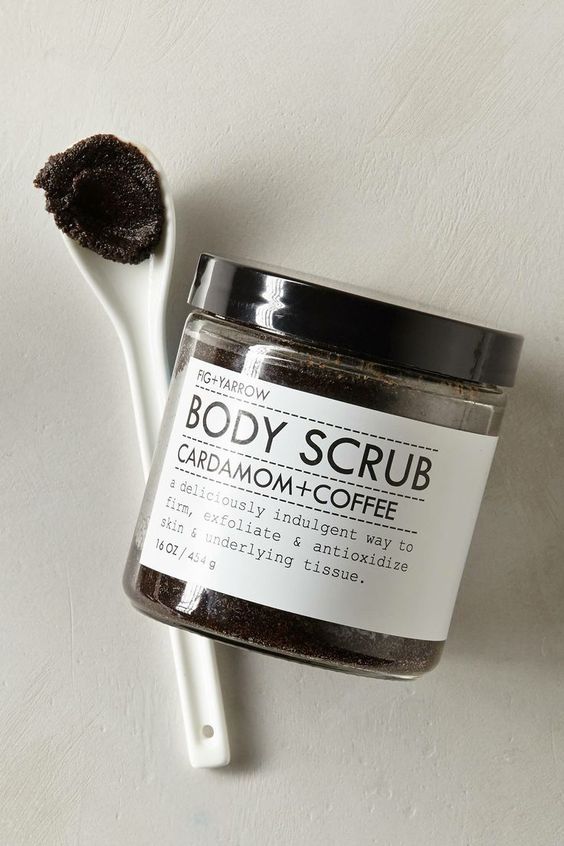 FIG+YARROW
BODY SCRUB
CARDAMOM+COFFEE
a deliciously indulgent way to
firm, exfoliate & antioxidize
skin & underlying tissue.
16 OZ / 454 g